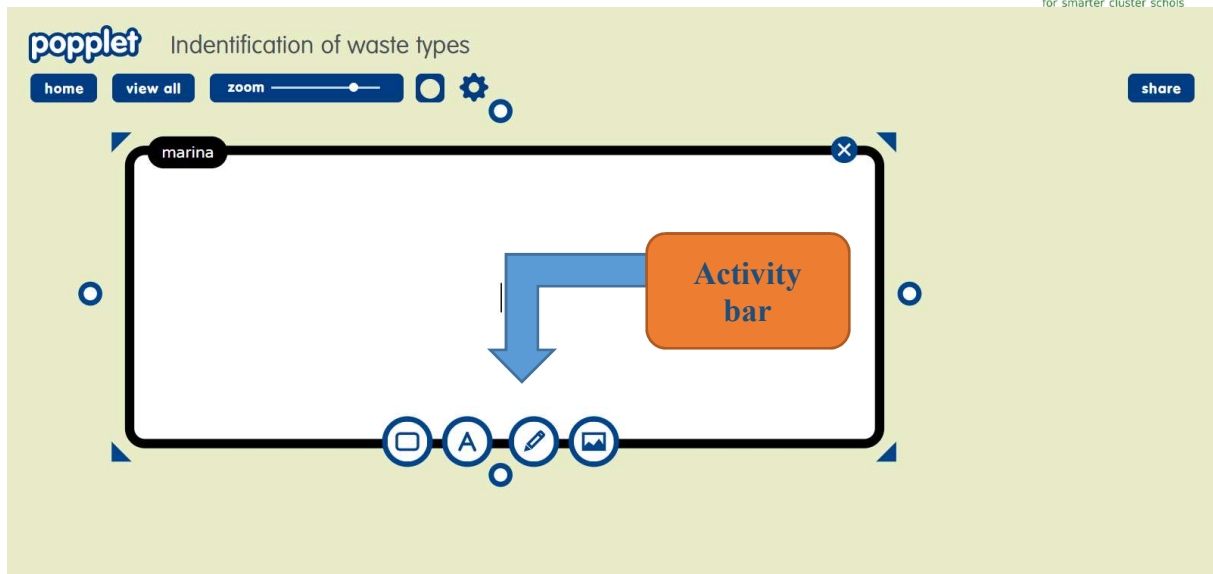 for smarter cluster schols
popplet Indentification of waste types
home view all zoom share
marina
Activity
bar
A